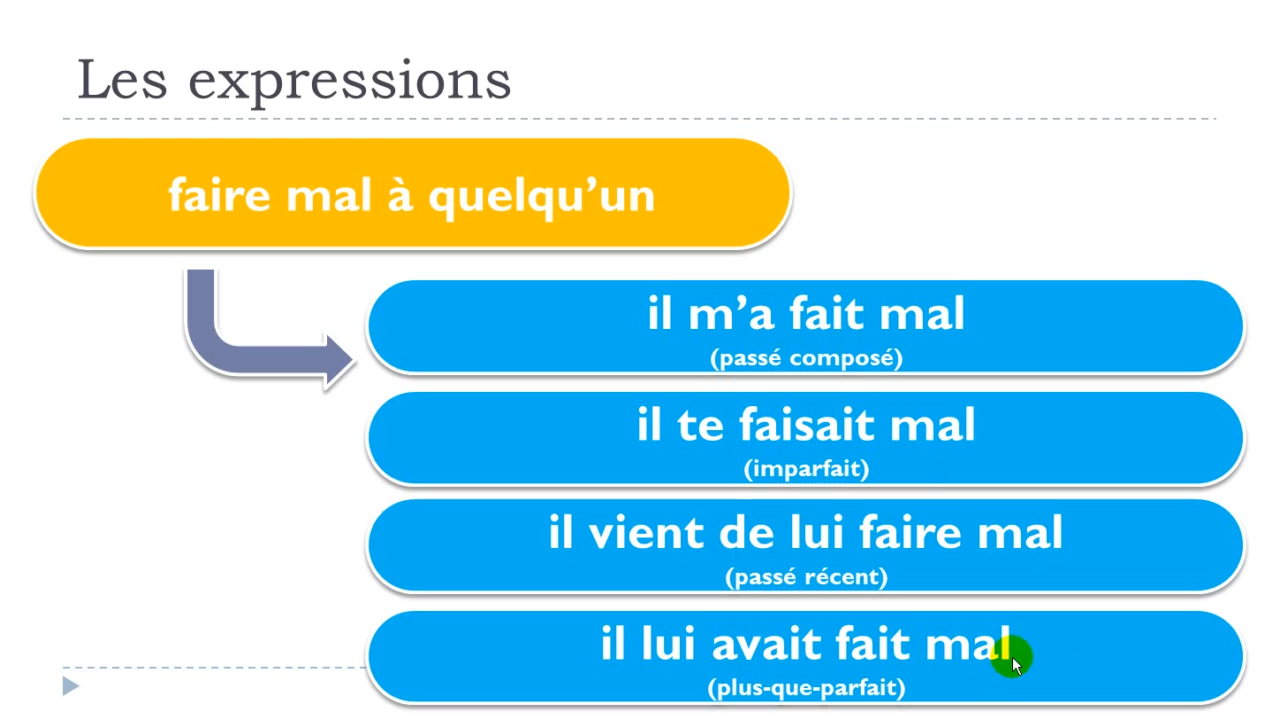 Les expressions
faire mal à quelqu’un
il m’a fait mal
(passé composé)
il te faisait mal
(imparfait)
il vient de lui faire mal
(passé récent)
il lui avait fait mal
(plus-que-parfait)